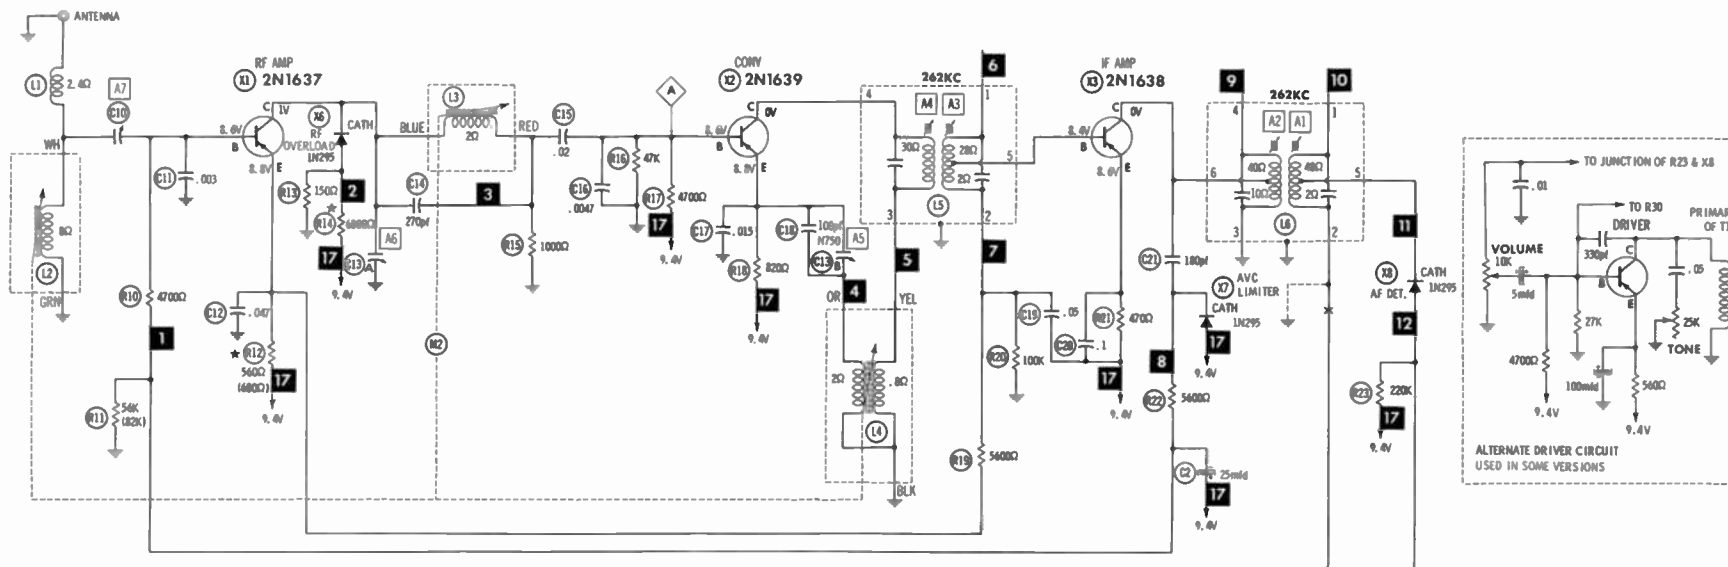 ANTENNA
L1
2.4Ω
A7
C10
WH
L2
8Ω
GRN
RF AMP
X1 2N1637
C
1V
8.6V
B
E
8.8V
C11
.003
X6
RF
OVERLOAD
1N295
CATH
R13
150Ω
2
R14
6800Ω
17
9.4V
C13
A
A6
R10
4700Ω
1
R11
56K
(82K)
C12
.047
R12
560Ω
(680Ω)
17
9.4V
L3
BLUE
2Ω
RED
C14
270pf
3
R15
1000Ω
M2
C15
.02
C16
.0047
R16
47K
A
R17
4700Ω
17
9.4V
CONV
X2 2N1639
C
0V
8.6V
B
E
8.8V
C17
.015
R18
820Ω
17
9.4V
C18
N750
A5
C13
B
OR
4
5
YEL
2Ω
.8Ω
L4
BLK
262KC
4
A4
A3
30Ω
28Ω
2Ω
L5
3
2
1
5
6
7
R19
5600Ω
R20
100K
C19
.05
C20
.1
R21
470Ω
17
9.4V
IF AMP
X3 2N1638
C
0V
8.4V
B
E
8.6V
C21
180pf
8
R22
5600Ω
C2
25mfd
17
9.4V
X7
AVC
LIMITER
CATH
1N295
17
9.4V
9
10
262KC
4
1
A2
A1
40Ω
48Ω
10Ω
2Ω
6
5
L6
3
2
11
X8
AF DET.
CATH
1N295
12
R23
220K
17
9.4V
TO JUNCTION OF R23 & X8
.01
TO R30
DRIVER
VOLUME
10K
5mfd
330pf
C
B
E
27K
4700Ω
9.4V
100mfd
560Ω
9.4V
.05
25K
TONE
PRIMAR
OF T
ALTERNATE DRIVER CIRCUIT
USED IN SOME VERSIONS